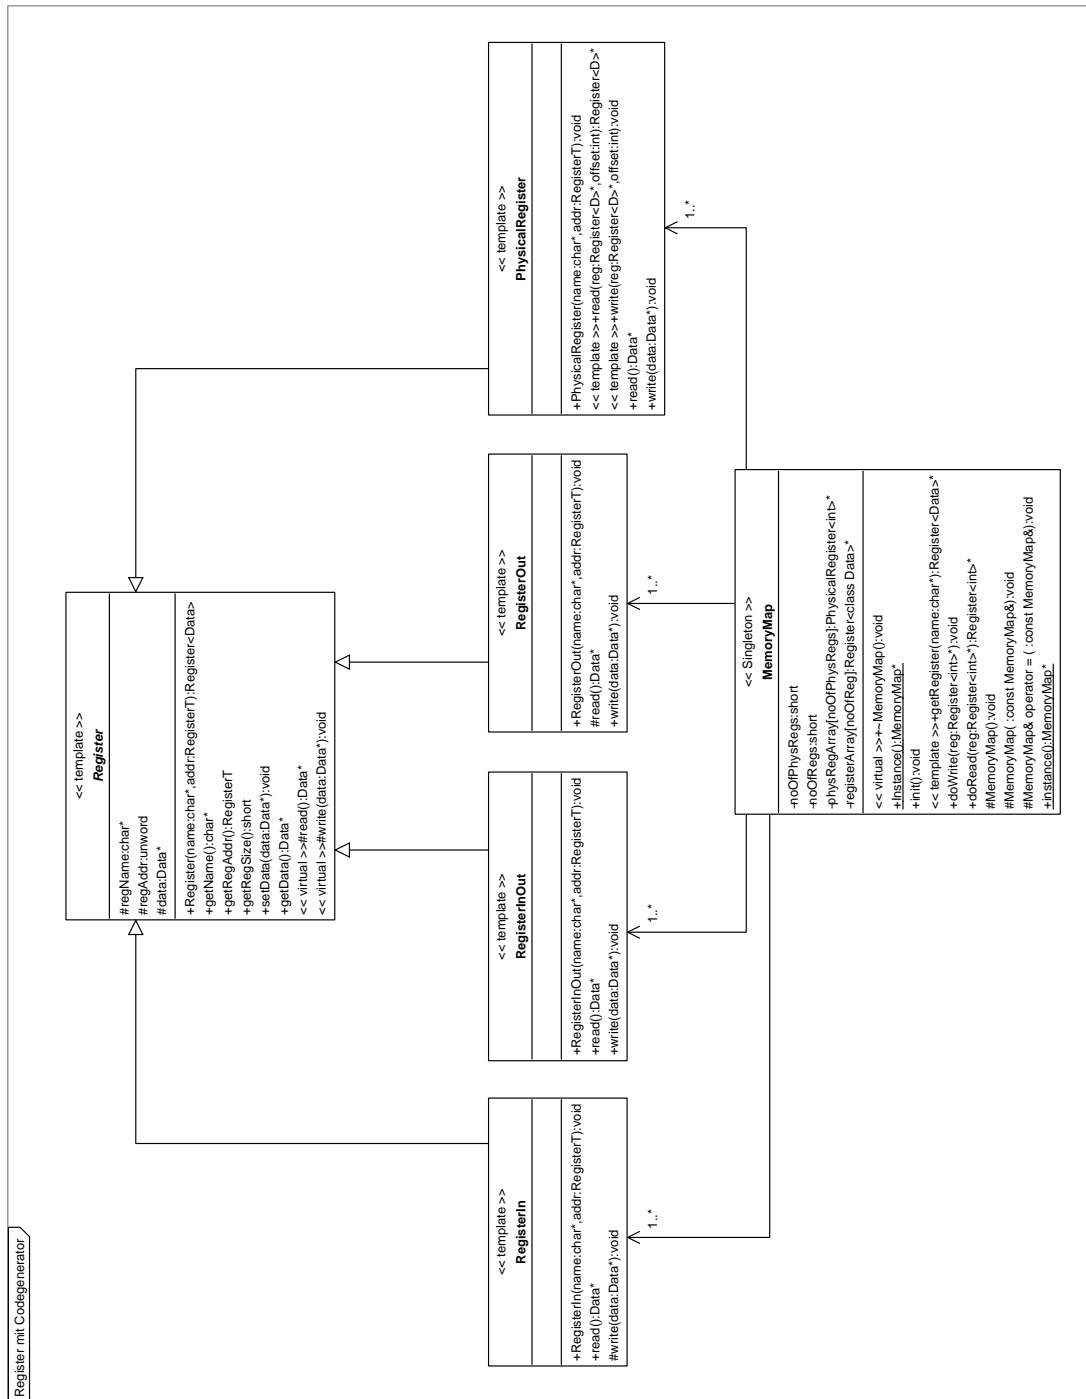 Register mit Codegenerator
<< template >>
Register
#regName:char*
#regAddr:unword
#data:Data*
+Register(name:char*,addr:RegisterT):Register<Data>
+getName():char*
+getRegAddr():RegisterT
+getRegSize():short
+setData(data:Data*):void
+getData():Data*
<< virtual >>#read():Data*
<< virtual >>#write(data:Data*):void
<< template >>
RegisterIn
+RegisterIn(name:char*,addr:RegisterT):void
+read():Data*
#write(data:Data*):void
<< template >>
RegisterInOut
+RegisterInOut(name:char*,addr:RegisterT):void
+read():Data*
+write(data:Data*):void
<< template >>
RegisterOut
+RegisterOut(name:char*,addr:RegisterT):void
#read():Data*
+write(data:Data*):void
<< template >>
PhysicalRegister
+PhysicalRegister(name:char*,addr:RegisterT):void
<< template >>+read(reg:Register<D>*,offset:int):Register<D>*
<< template >>+write(reg:Register<D>*,offset:int):void
+read():Data*
+write(data:Data*):void
1..*
1..*
1..*
1..*
<< Singleton >>
MemoryMap
-noOfPhysRegs:short
-noOfRegs:short
-physRegArray[noOfPhysRegs]:PhysicalRegister<int>*
-registerArray[noOfReg]:Register<class Data>*
<< virtual >>+~MemoryMap():void
+Instance():MemoryMap*
+init():void
<< template >>+getRegister(name:char*):Register<Data>*
+doWrite(reg:Register<int>*):void
+doRead(reg:Register<int>*):Register<int>*
#MemoryMap():void
#MemoryMap( :const MemoryMap&):void
#MemoryMap& operator = ( :const MemoryMap&):void
+instance():MemoryMap*